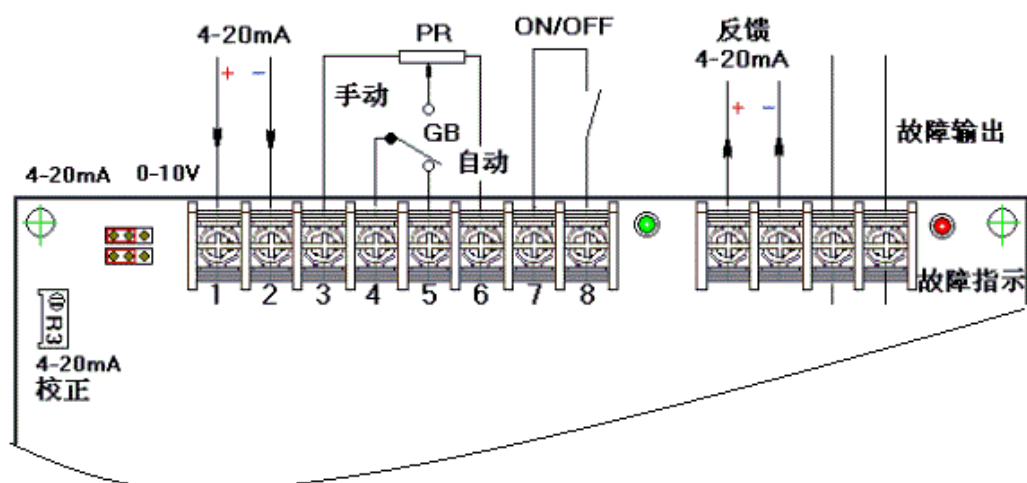 4-20mA
PR
ON/OFF
反馈
4-20mA
+ −
+ −
手动
GB
自动
故障输出
4-20mA 0-10V
1 2 3 4 5 6 7 8
故障指示
R3
4-20mA
校正